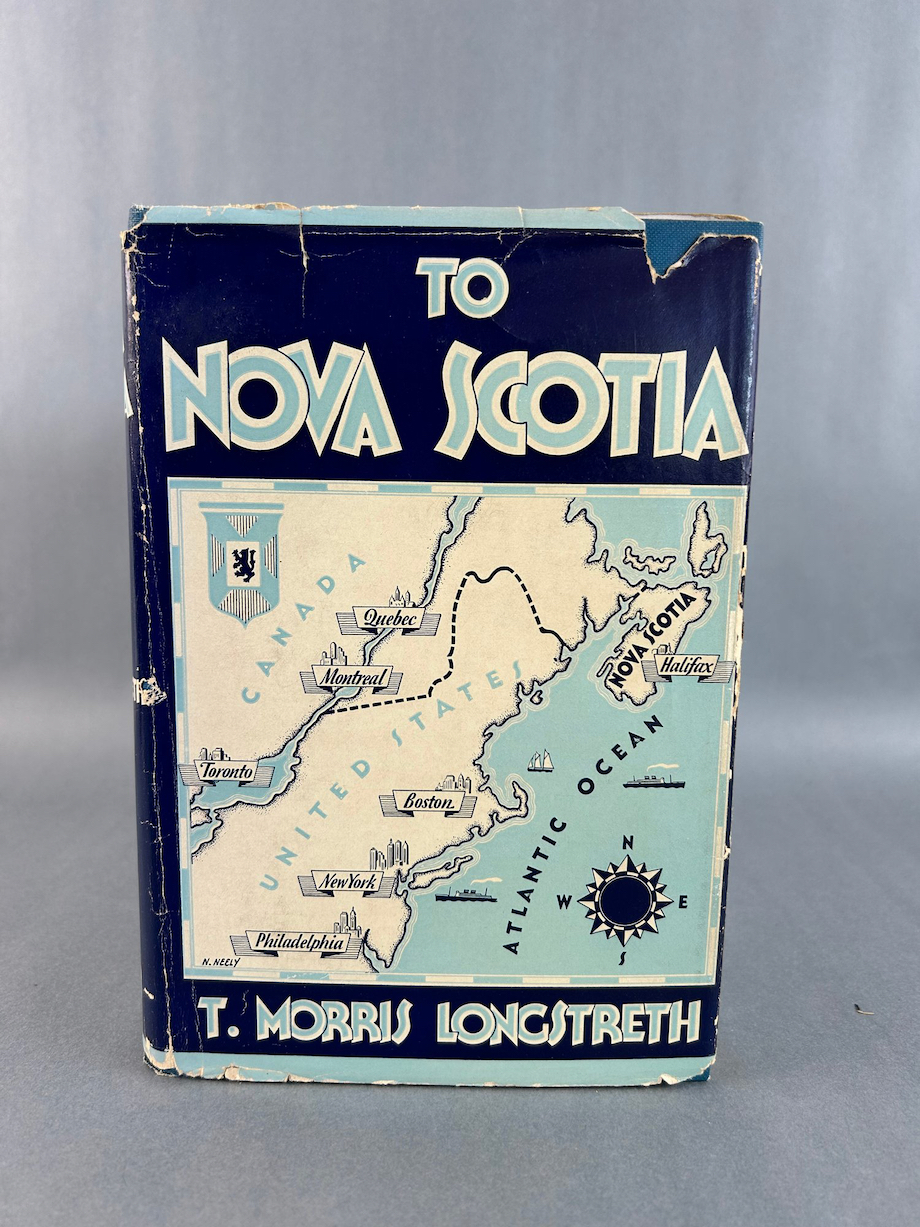 TO
NOVA SCOTIA
CANADA
Quebec
Montreal
NOVA SCOTIA
Halifax
UNITED STATES
Toronto
Boston
ATLANTIC OCEAN
New York
Philadelphia
N
W E
S
N. NEELY
T. MORRIS LONGSTRETH